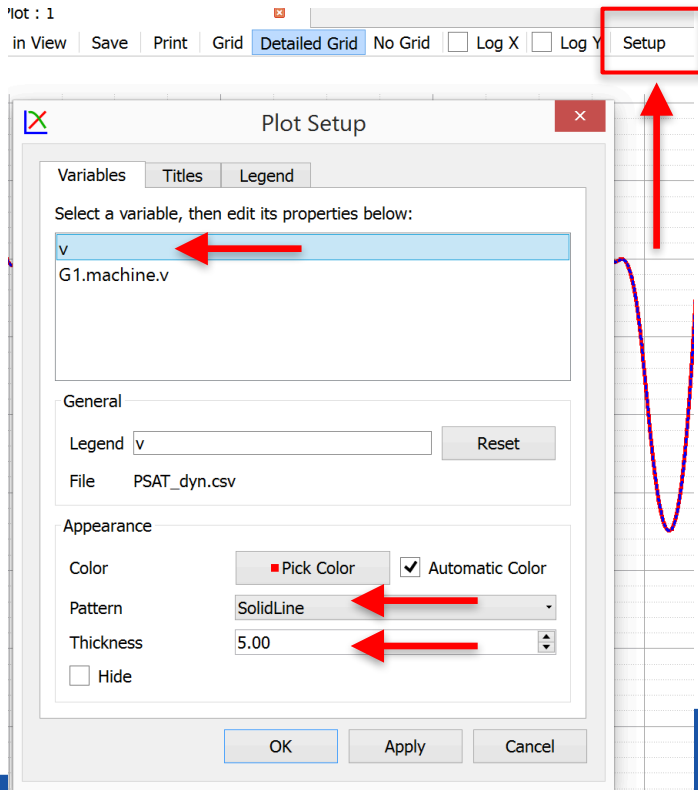 Plot : 1
in View Save Print Grid Detailed Grid No Grid Log X Log Y Setup
Plot Setup
Variables Titles Legend
Select a variable, then edit its properties below:
v
G1.machine.v
General
Legend v Reset
File PSAT_dyn.csv
Appearance
Color Pick Color Automatic Color
Pattern SolidLine
Thickness 5.00
Hide
OK Apply Cancel